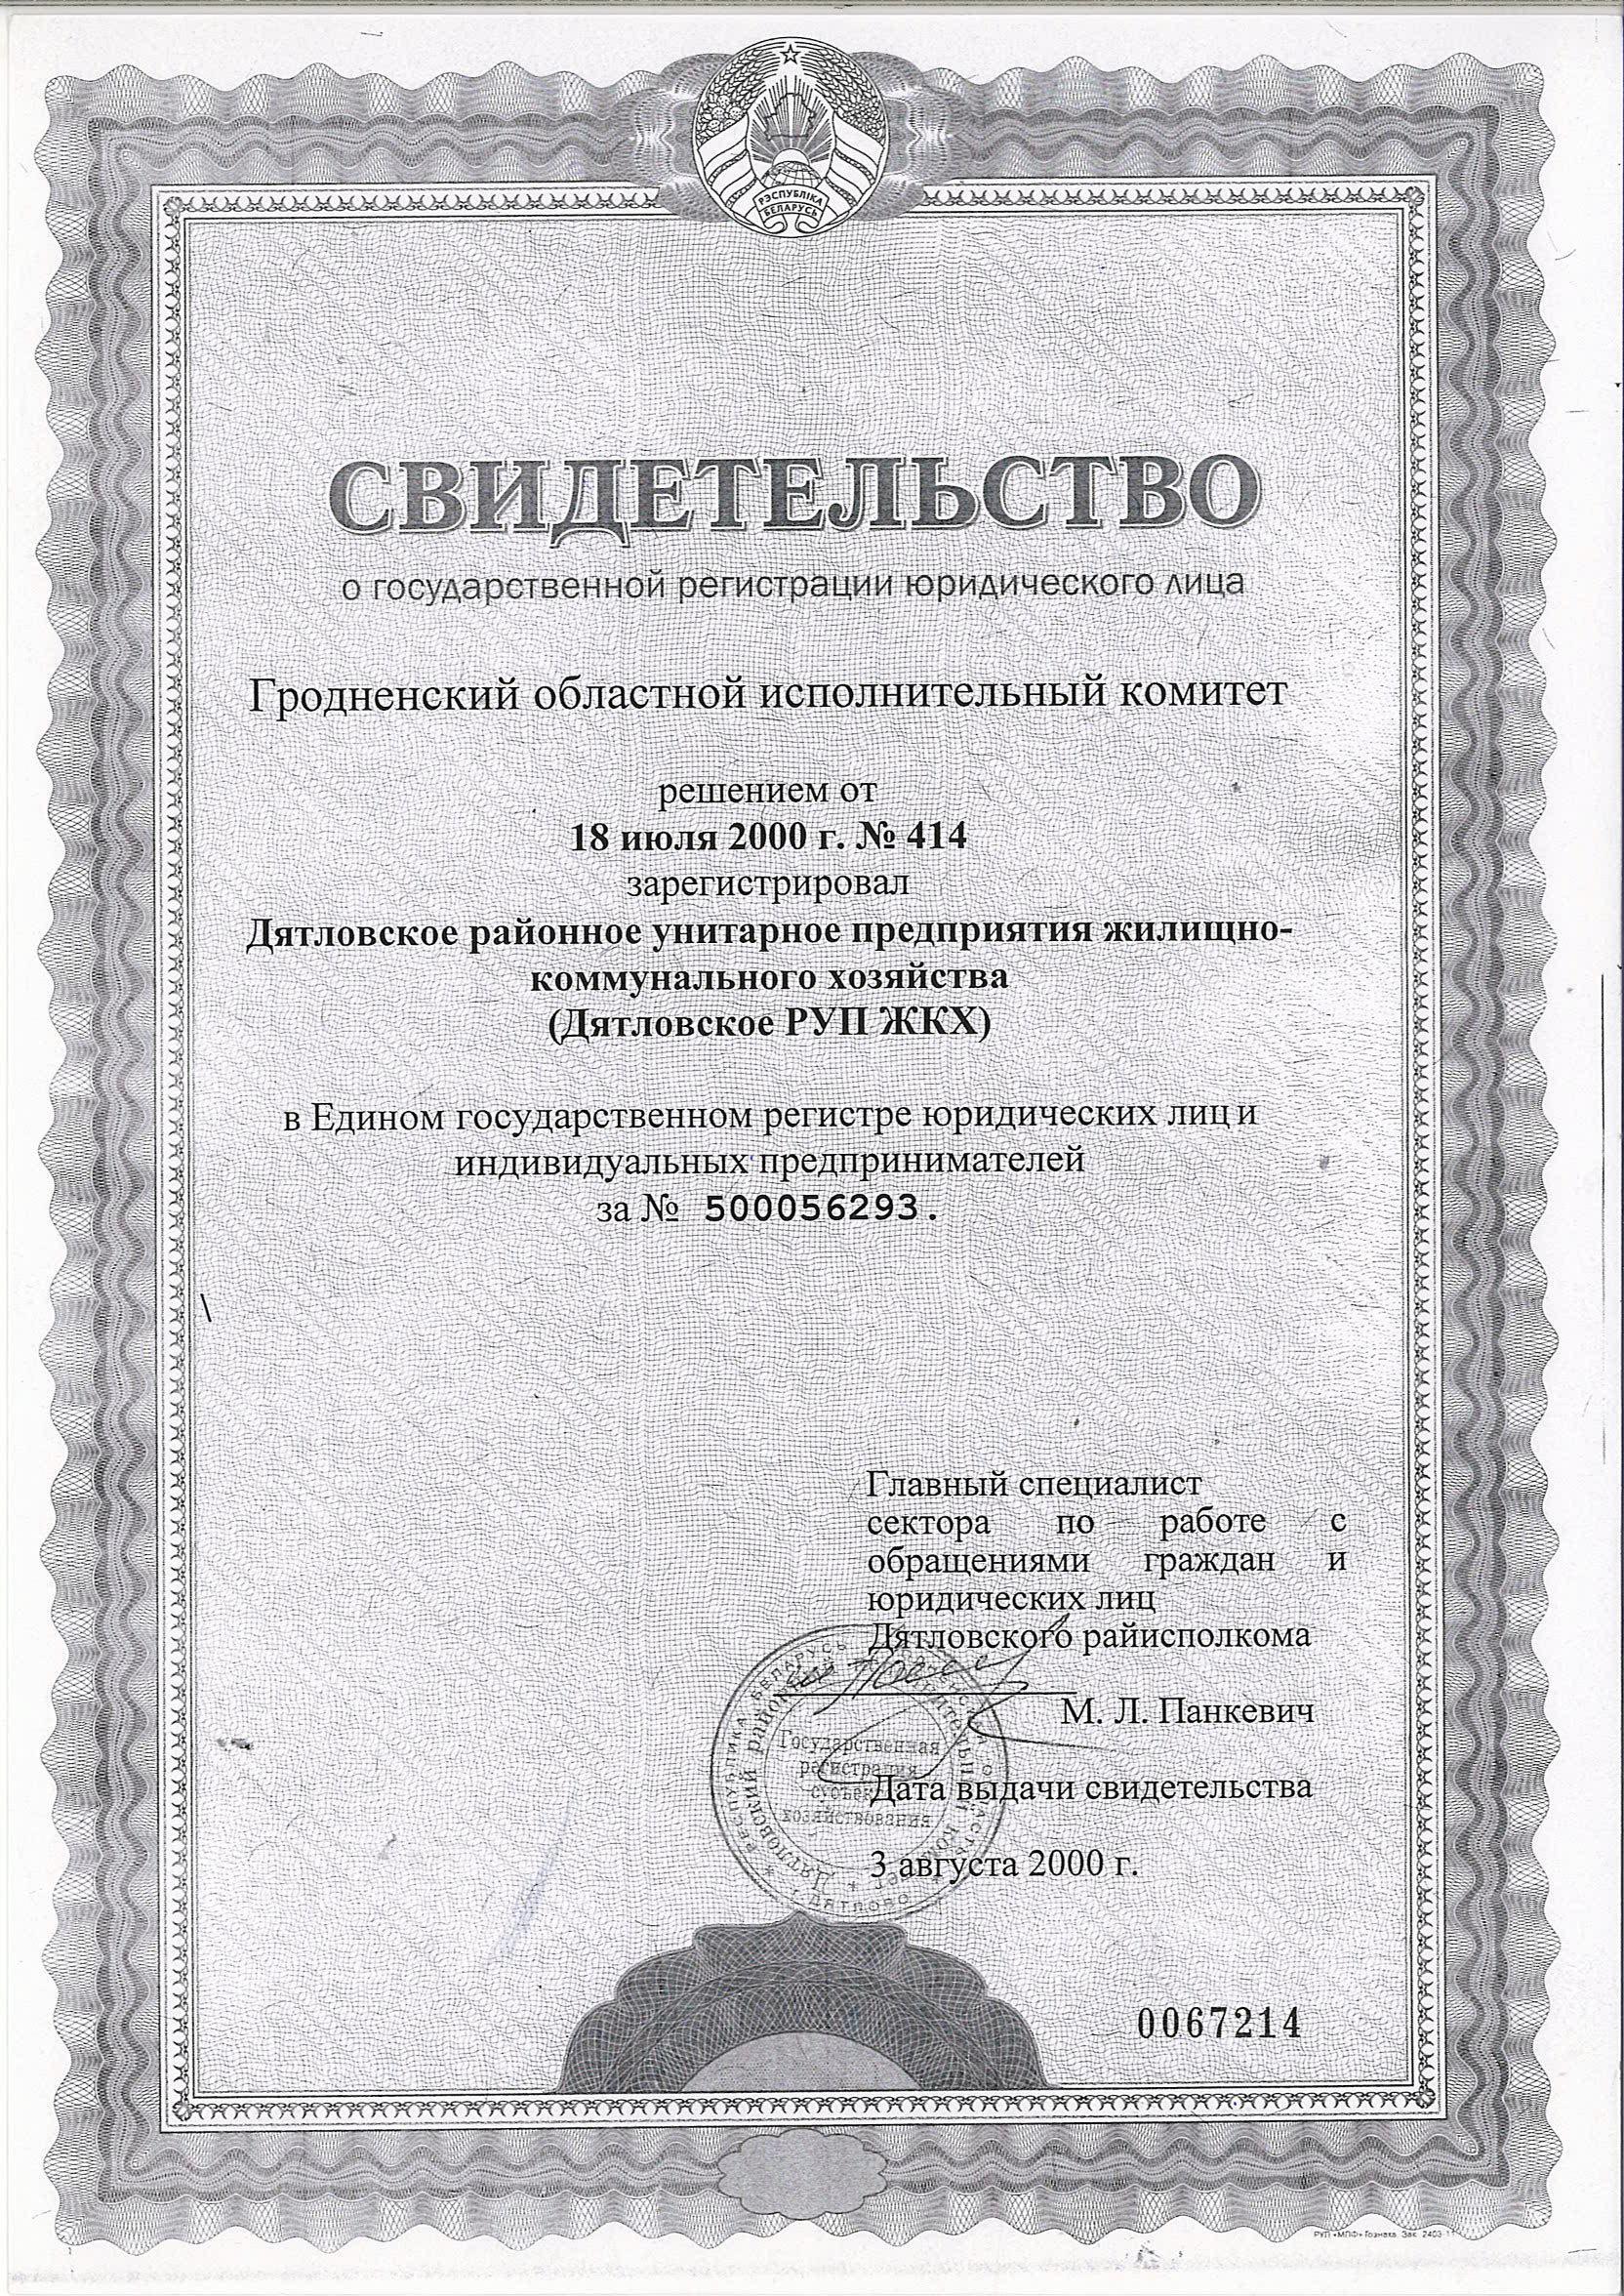 РЭСПУБЛІКА
БЕЛАРУСЬ
СВИДЕТЕЛЬСТВО
о государственной регистрации юридического лица
Гродненский областной исполнительный комитет
решением от
18 июля 2000 г. № 414
зарегистрировал
Дятловское районное унитарное предприятия жилищно-
коммунального хозяйства
(Дятловское РУП ЖКХ)
в Едином государственном регистре юридических лиц и
индивидуальных предпринимателей
за № 500056293.
Главный специалист
сектора по работе с
обращениями граждан и
юридических лиц
Дятловского райисполкома
М. Л. Панкевич
РЕСПУБЛИКА БЕЛАРУСЬ
Дятловский районный исполнительный комитет
г. ДЯТЛОВО
Государственная
регистрация
хозяйствования
Дата выдачи свидетельства
3 августа 2000 г.
0067214
РУП «МПФ» Гознака. Зак. 2403-11